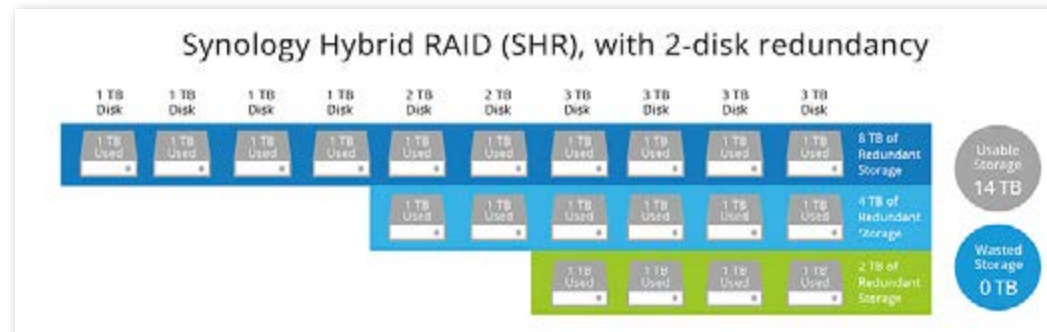 Synology Hybrid RAID (SHR), with 2-disk redundancy
1 TB 1 TB 1 TB 1 TB 2 TB 2 TB 3 TB 3 TB 3 TB 3 TB
Disk Disk Disk Disk Disk Disk Disk Disk Disk Disk
1 TB 1 TB 1 TB 1 TB 1 TB 1 TB 1 TB 1 TB 1 TB 1 TB
Used Used Used Used Used Used Used Used Used Used
8 TB of
Redundant
Storage
1 TB 1 TB 1 TB 1 TB 1 TB 1 TB
Used Used Used Used Used Used
4 TB of
Redundant
Storage
1 TB 1 TB 1 TB 1 TB
Used Used Used Used
2 TB of
Redundant
Storage
Usable
Storage
14 TB
Wasted
Storage
0 TB